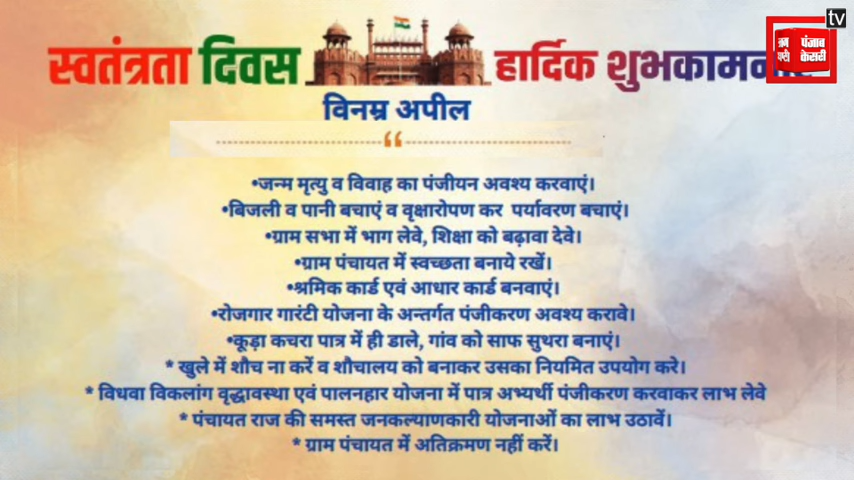 tv
स्वतंत्रता दिवस हार्दिक
पंजाब
केसरी
विनम्र अपील
“
•जन्म मृत्यु व विवाह का पंजीयन अवश्य करवाएं।
•बिजली व पानी बचाएं व वृक्षारोपण कर पर्यावरण बचाएं।
•ग्राम सभा में भाग लेवे, शिक्षा को बढ़ावा देवे।
•ग्राम पंचायत में स्वच्छता बनाये रखें।
•श्रमिक कार्ड एवं आधार कार्ड बनवाएं।
•रोजगार गारंटी योजना के अन्तर्गत पंजीकरण अवश्य करावे।
•कूड़ा कचरा पात्र में ही डाले, गांव को साफ सुथरा बनाएं।
* खुले में शौच ना करें व शौचालय को बनाकर उसका नियमित उपयोग करे।
* विधवा विकलांग वृद्धावस्था एवं पालनहार योजना में पात्र अभ्यर्थी पंजीकरण करवाकर लाभ लेवे
* पंचायत राज की समस्त जनकल्याणकारी योजनाओं का लाभ उठावें।
* ग्राम पंचायत में अतिक्रमण नहीं करें।